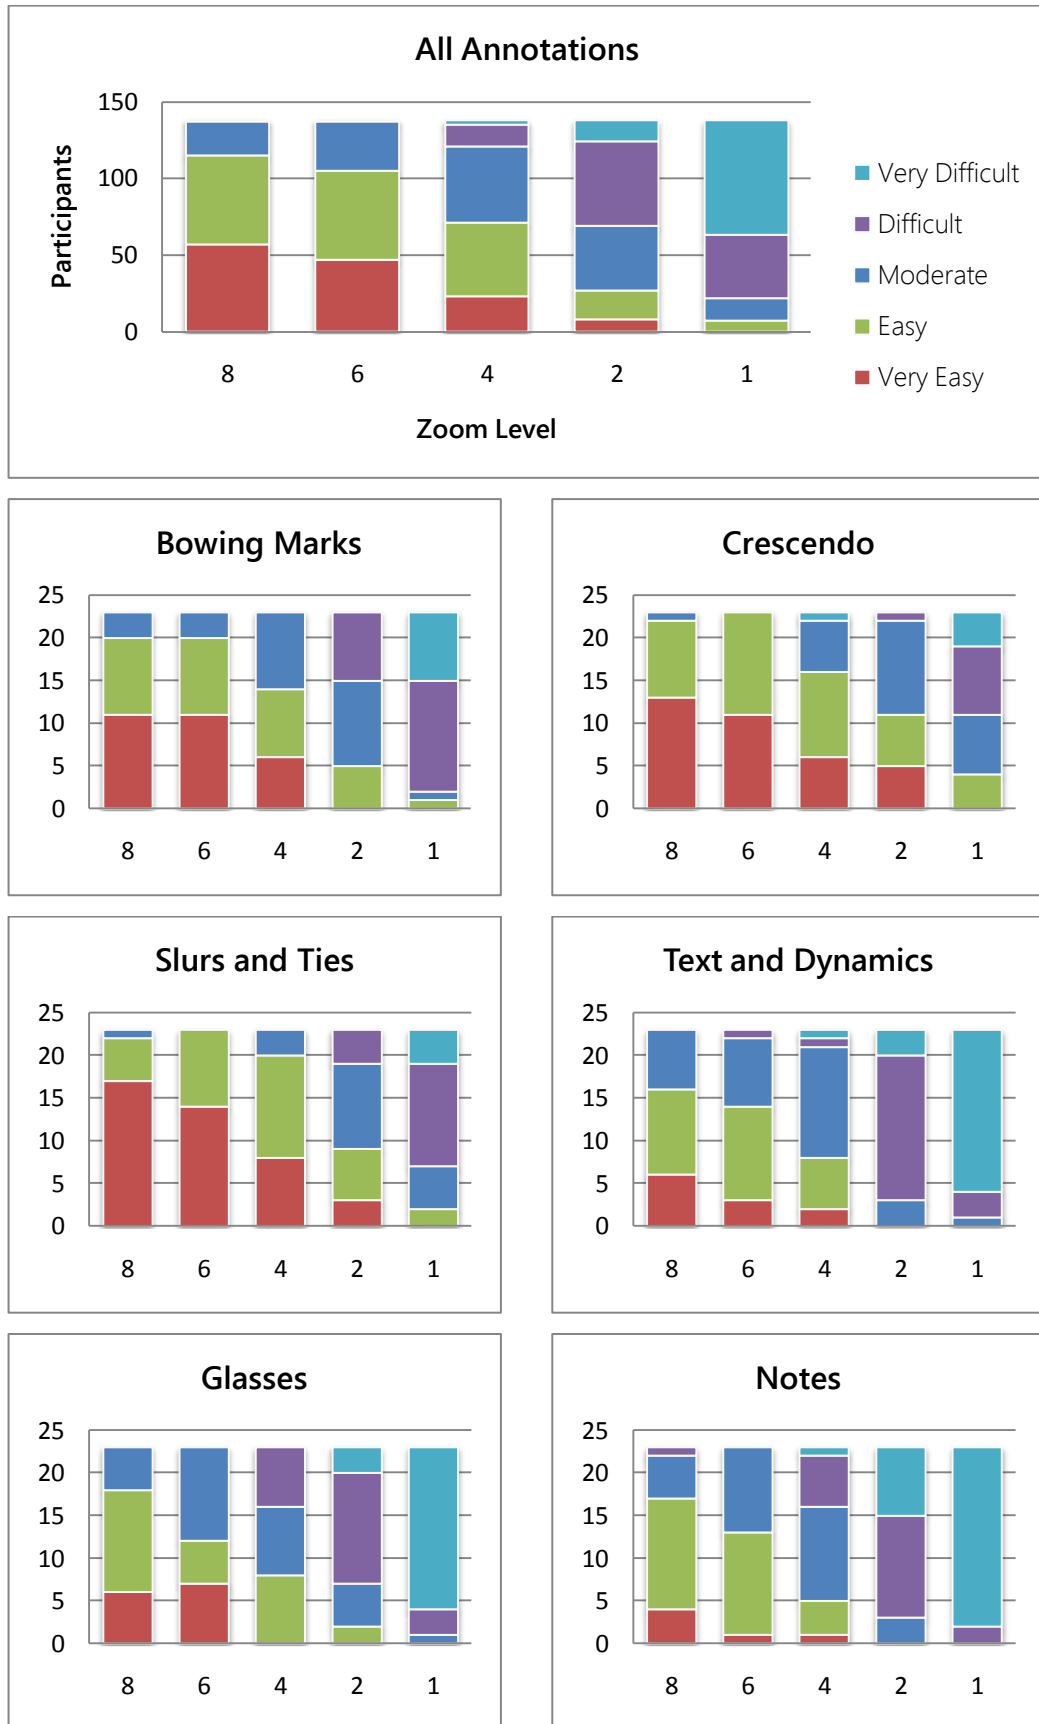 All Annotations
150
100
50
0
Participants
8 6 4 2 1
Zoom Level
Very Difficult
Difficult
Moderate
Easy
Very Easy
Bowing Marks
25
20
15
10
5
0
8 6 4 2 1
Crescendo
25
20
15
10
5
0
8 6 4 2 1
Slurs and Ties
25
20
15
10
5
0
8 6 4 2 1
Text and Dynamics
25
20
15
10
5
0
8 6 4 2 1
Glasses
25
20
15
10
5
0
8 6 4 2 1
Notes
25
20
15
10
5
0
8 6 4 2 1